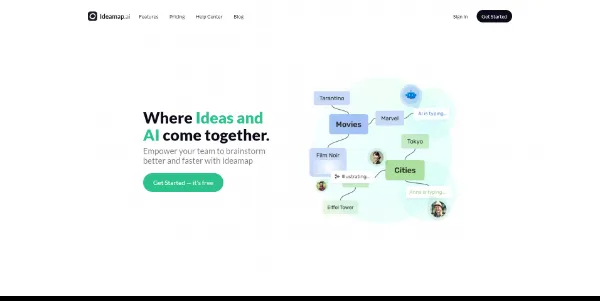 Ideamap.ai Features Pricing Help Center Blog Sign In Get Started
Where Ideas and
AI come together.
Empower your team to brainstorm
better and faster with Ideamap
Get Started — it's free
Tarantino
Movies
Marvel
AI is typing...
Film Noir
Tokyo
Illustrating...
Cities
is typing...
Eiffel Tower